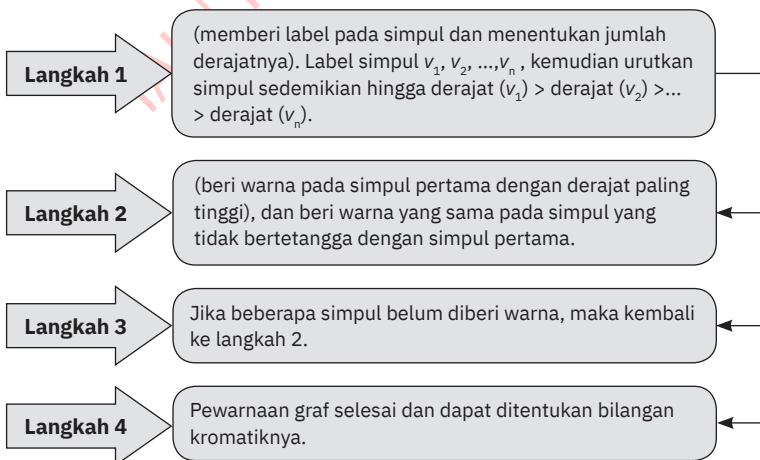 Langkah 1
(memberi label pada simpul dan menentukan jumlah
derajatnya). Label simpul v₁, v₂, ...,vₙ , kemudian urutkan
simpul sedemikian hingga derajat (v₁) > derajat (v₂) >...
> derajat (vₙ).
Langkah 2
(beri warna pada simpul pertama dengan derajat paling
tinggi), dan beri warna yang sama pada simpul yang
tidak bertetangga dengan simpul pertama.
Langkah 3
Jika beberapa simpul belum diberi warna, maka kembali
ke langkah 2.
Langkah 4
Pewarnaan graf selesai dan dapat ditentukan bilangan
kromatiknya.